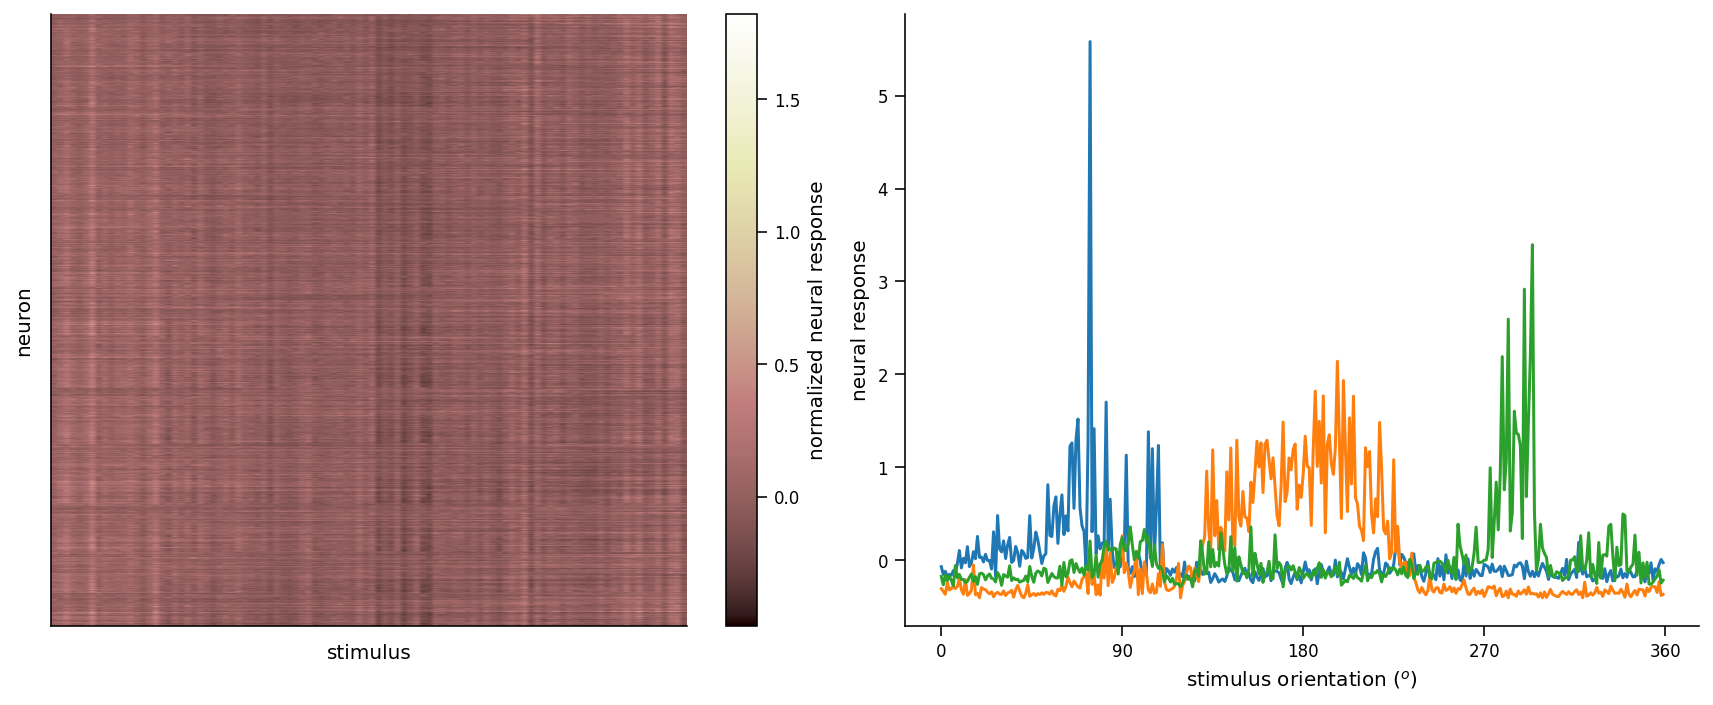 neuron
stimulus
1.5
1.0
0.5
0.0
normalized neural response
neural response
5
4
3
2
1
0
0 90 180 270 360
stimulus orientation (o)